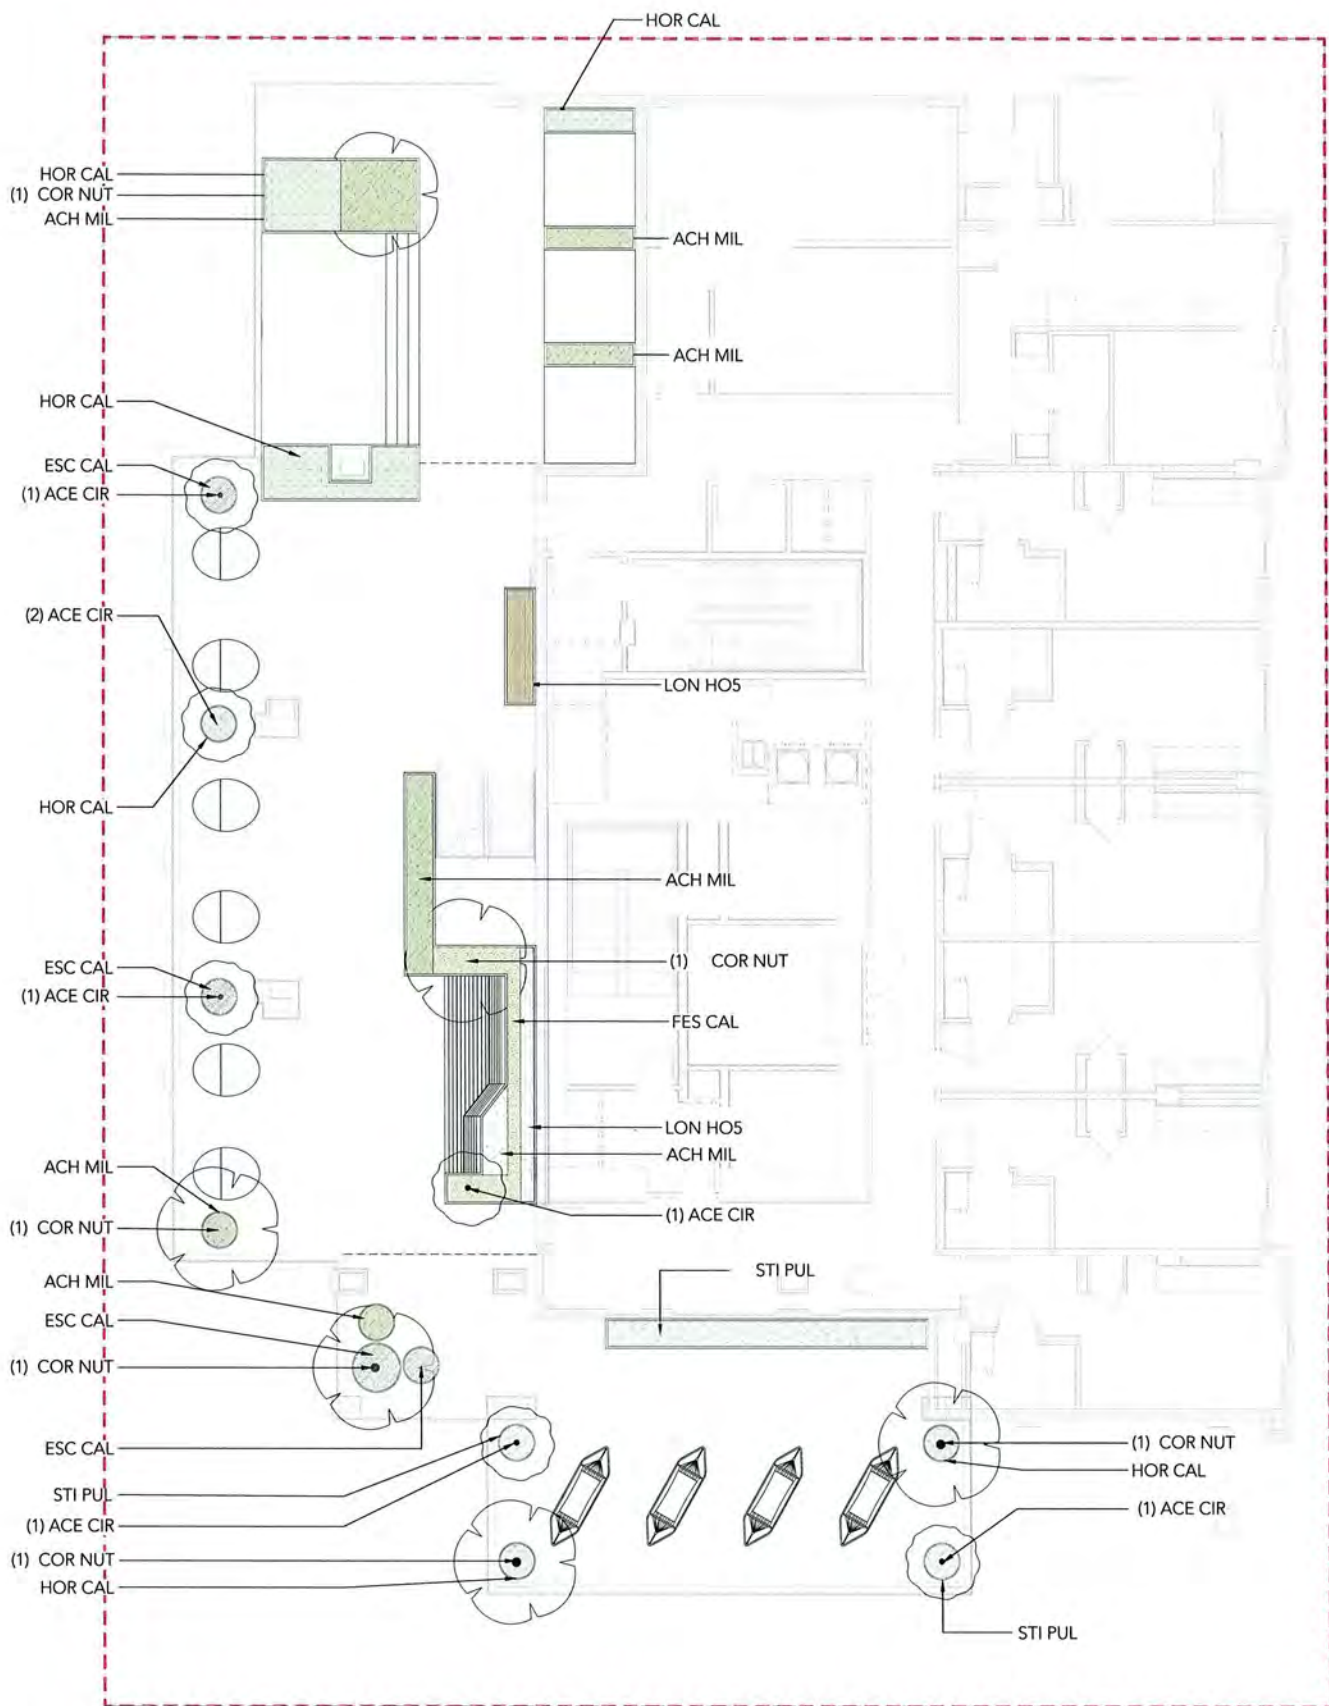 HOR CAL
HOR CAL
(1) COR NUT
ACH MIL
ACH MIL
ACH MIL
HOR CAL
ESC CAL
(1) ACE CIR
(2) ACE CIR
LON HO5
HOR CAL
ACH MIL
(1) COR NUT
ESC CAL
(1) ACE CIR
FES CAL
LON HO5
ACH MIL
ACH MIL
(1) ACE CIR
(1) COR NUT
STI PUL
ACH MIL
ESC CAL
(1) COR NUT
ESC CAL
(1) COR NUT
HOR CAL
STI PUL
(1) ACE CIR
(1) ACE CIR
(1) COR NUT
HOR CAL
STI PUL